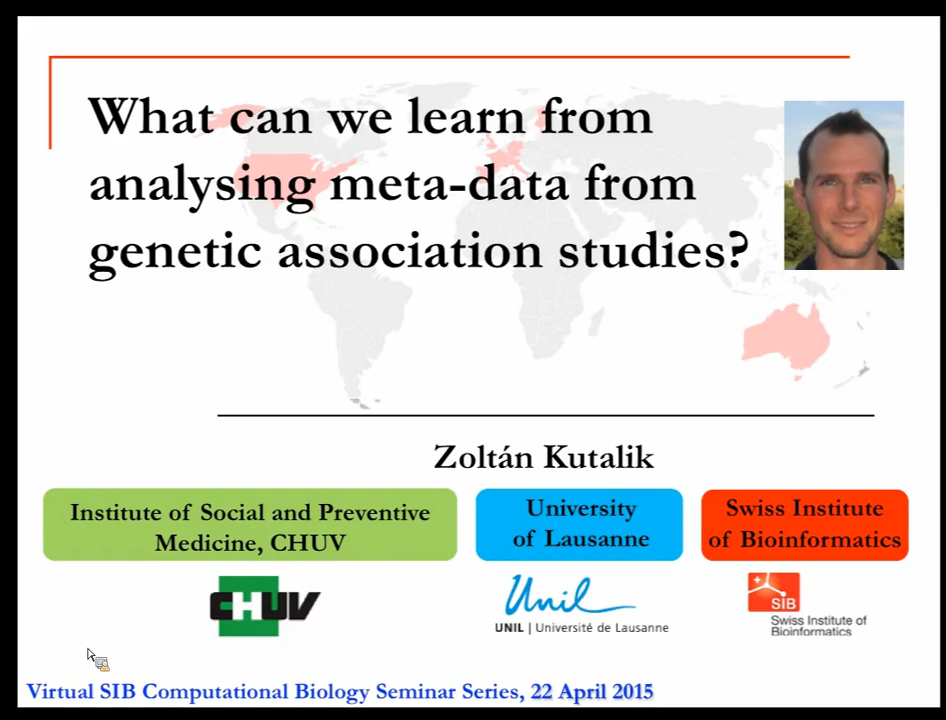 What can we learn from
analysing meta-data from
genetic association studies?
Zoltán Kutalik
Institute of Social and Preventive
Medicine, CHUV
University
of Lausanne
Swiss Institute
of Bioinformatics
CHUV
Unil
UNIL | Université de Lausanne
SIB
Swiss Institute of
Bioinformatics
Virtual SIB Computational Biology Seminar Series, 22 April 2015